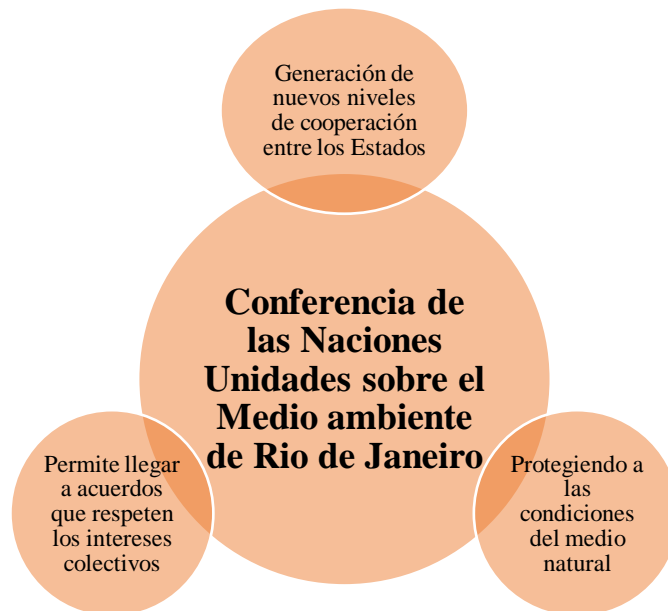 Generación de
nuevos niveles
de cooperación
entre los Estados
Conferencia de
las Naciones
Unidades sobre el
Medio ambiente
de Rio de Janeiro
Permite llegar
a acuerdos
que respeten
los intereses
colectivos
Protegiendo a
las
condiciones
del medio
natural